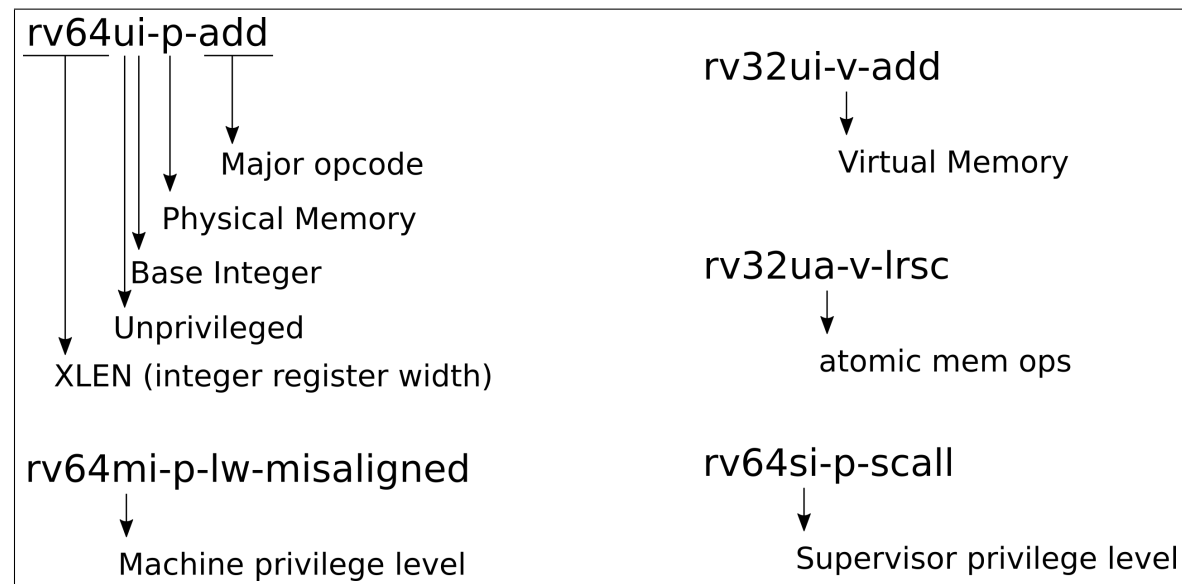 rv64ui-p-add
Major opcode
Physical Memory
Base Integer
Unprivileged
XLEN (integer register width)
rv64mi-p-lw-misaligned
Machine privilege level
rv32ui-v-add
Virtual Memory
rv32ua-v-lrsc
atomic mem ops
rv64si-p-scall
Supervisor privilege level